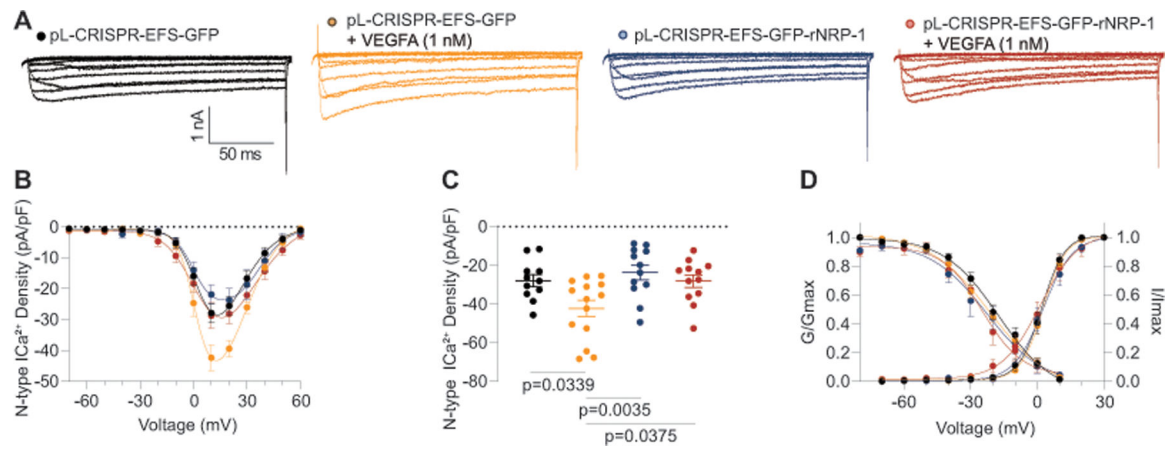 A
pL-CRISPR-EFS-GFP
pL-CRISPR-EFS-GFP
+ VEGFA (1 nM)
pL-CRISPR-EFS-GFP-rNRP-1
pL-CRISPR-EFS-GFP-rNRP-1
+ VEGFA (1 nM)
1 nA
50 ms
B
N-type ICa²⁺ Density (pA/pF)
0
-10
-20
-30
-40
-50
-60 -30 0 30 60
Voltage (mV)
C
N-type ICa²⁺ Density (pA/pF)
0
-20
-40
-60
-80
p=0.0339
p=0.0035
p=0.0375
D
G/Gmax
1.0
0.8
0.6
0.4
0.2
0.0
1.0
0.8
0.6
0.4
0.2
0.0
I/Imax
-60 -30 0 30
Voltage (mV)